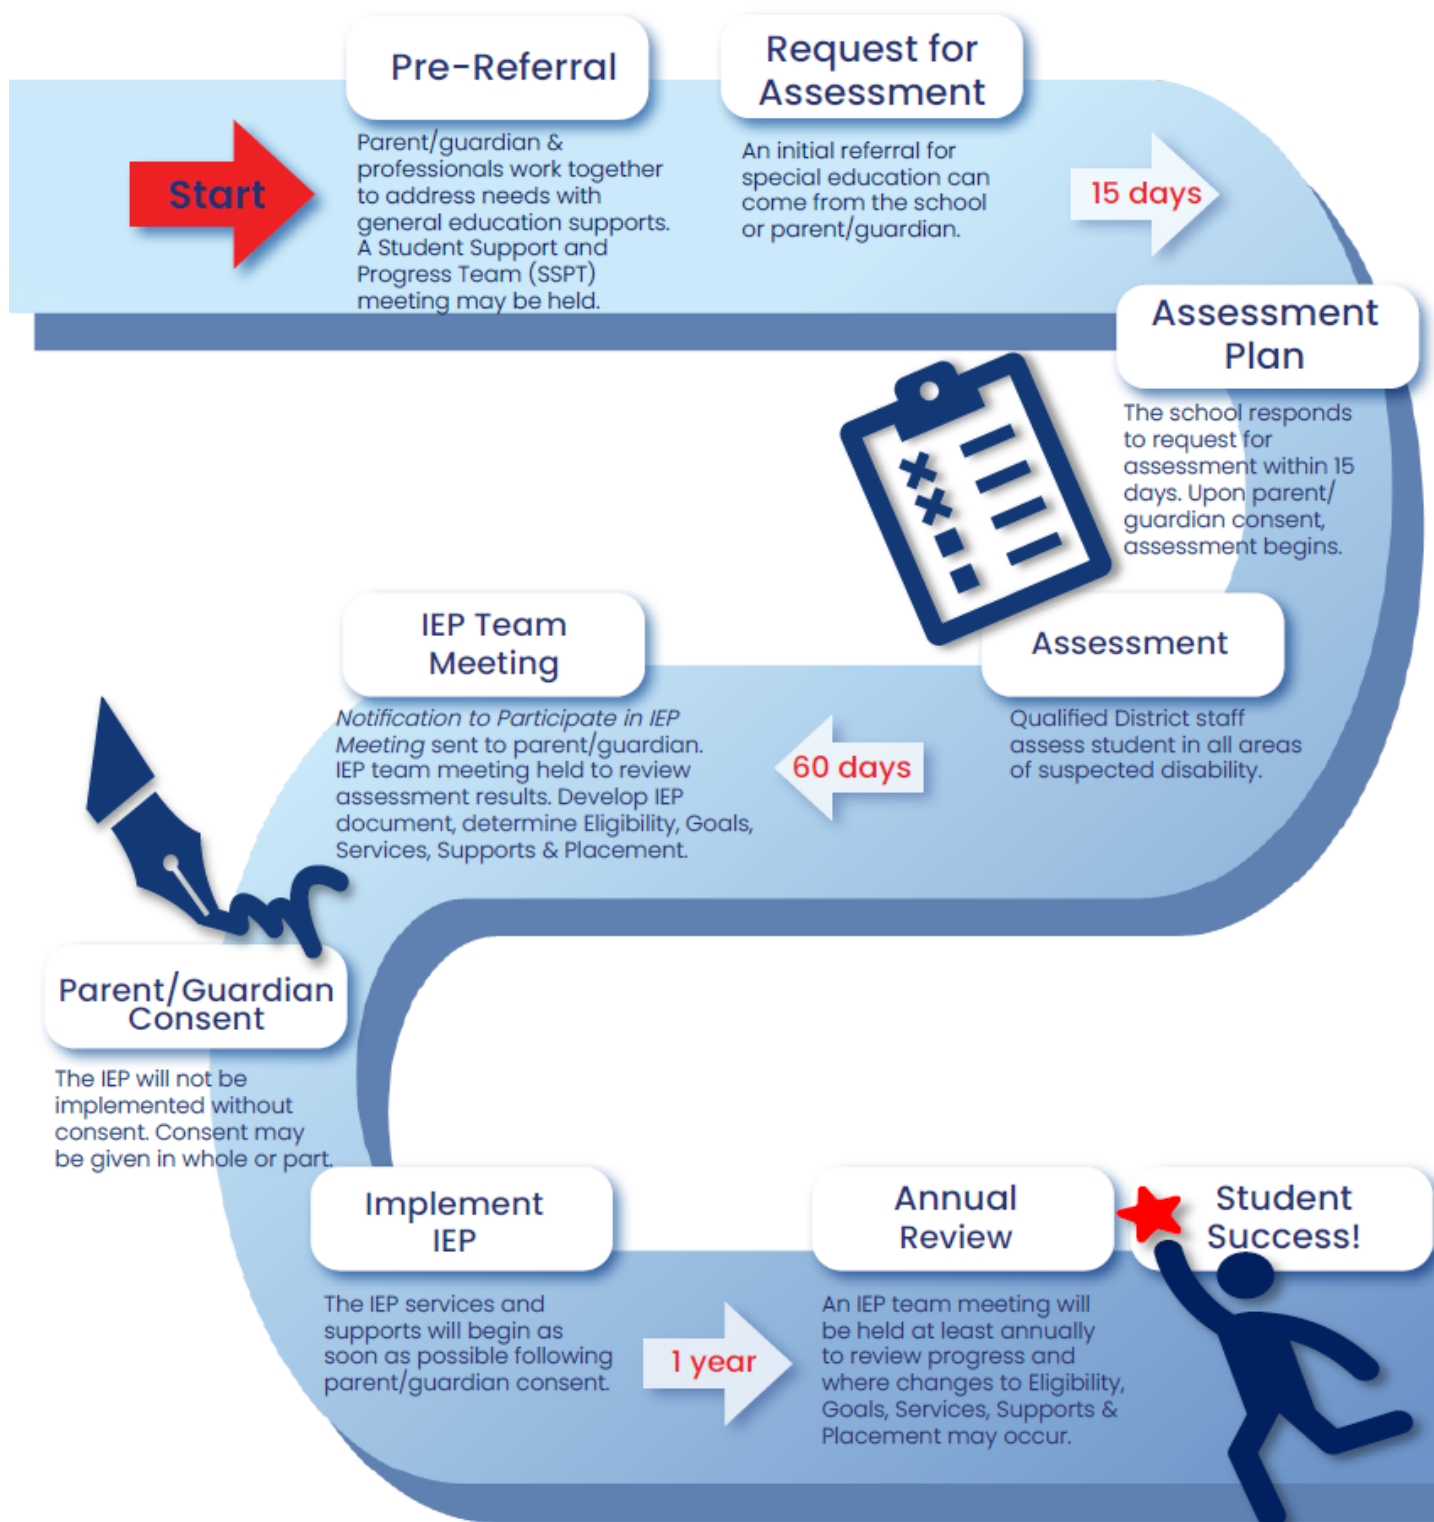 Start
Pre-Referral
Parent/guardian &
professionals work together
to address needs with
general education supports.
A Student Support and
Progress Team (SSPT)
meeting may be held.
Request for
Assessment
An initial referral for
special education can
come from the school
or parent/guardian.
15 days
Assessment
Plan
The school responds
to request for
assessment within 15
days. Upon parent/
guardian consent,
assessment begins.
Assessment
Qualified District staff
assess student in all areas
of suspected disability.
60 days
IEP Team
Meeting
Notification to Participate in IEP
Meeting sent to parent/guardian.
IEP team meeting held to review
assessment results. Develop IEP
document, determine Eligibility, Goals,
Services, Supports & Placement.
Parent/Guardian
Consent
The IEP will not be
implemented without
consent. Consent may
be given in whole or part.
Implement
IEP
The IEP services and
supports will begin as
soon as possible following
parent/guardian consent.
1 year
Annual
Review
An IEP team meeting will
be held at least annually
to review progress and
where changes to Eligibility,
Goals, Services, Supports &
Placement may occur.
Student
Success!